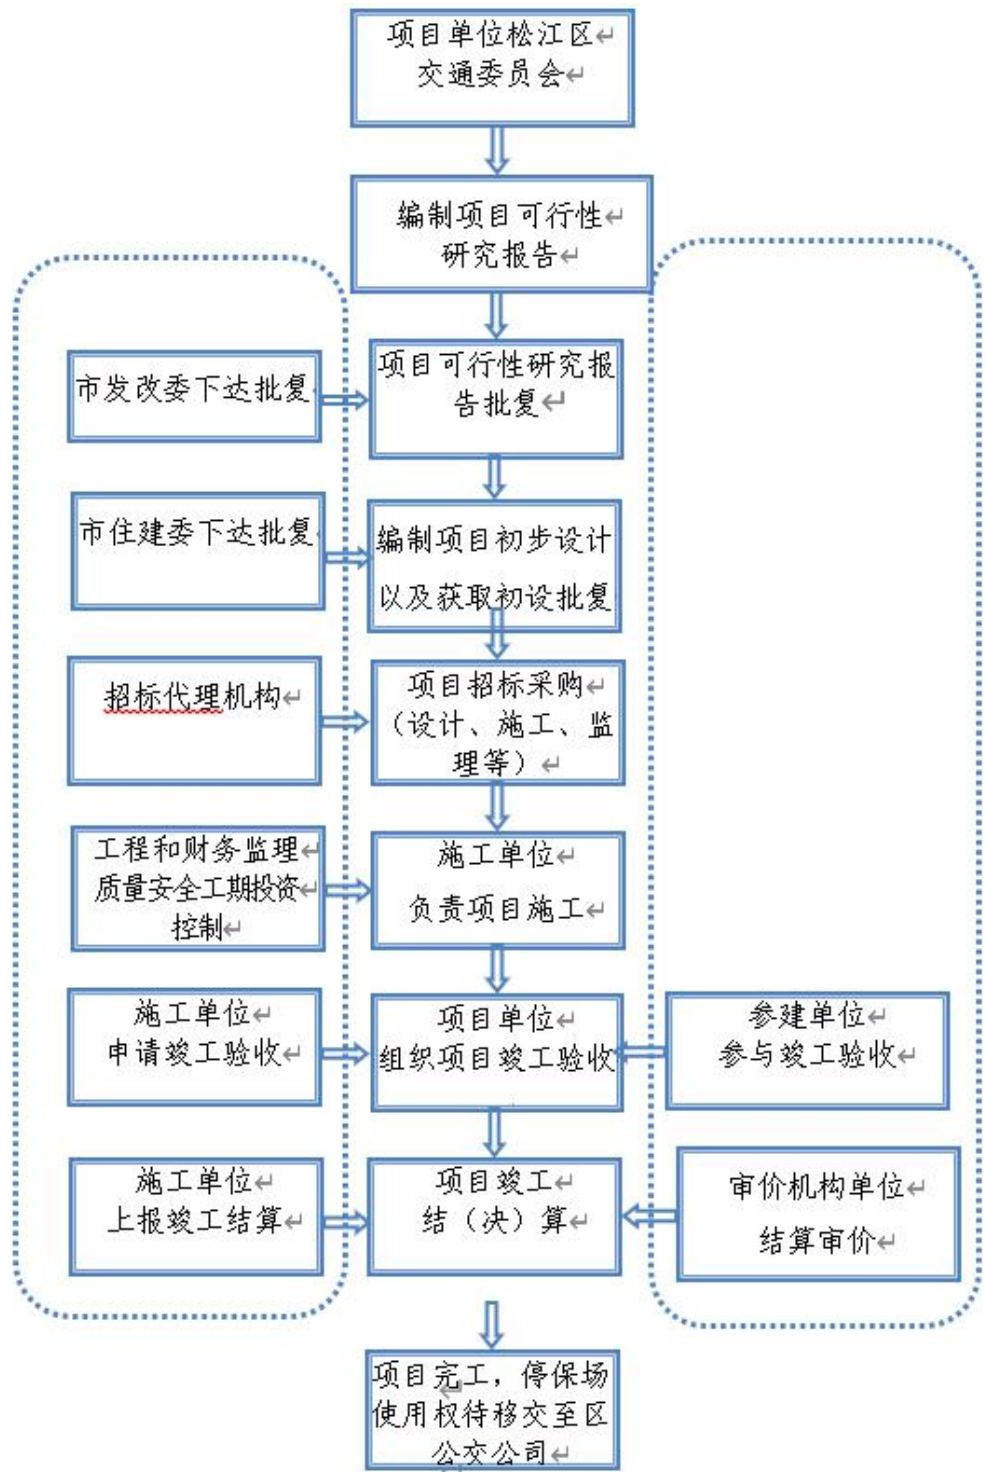 项目单位松江区
交通委员会
编制项目可行性
研究报告
市发改委下达批复
项目可行性研究报
告批复
市住建委下达批复
编制项目初步设计
以及获取初设批复
招标代理机构
项目招标采购
（设计、施工、监
理等）
工程和财务监理
质量安全工期投资
控制
施工单位
负责项目施工
施工单位
申请竣工验收
项目单位
组织项目竣工验收
参建单位
参与竣工验收
施工单位
上报竣工结算
项目竣工
结（决）算
审价机构单位
结算审价
项目完工，停保场
使用权待移交至区
公交公司